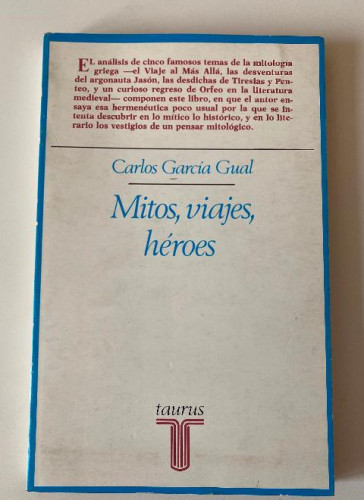 EL análisis de cinco famosos temas de la mitología
griega —el Viaje al Más Allá, las desventuras
del argonauta Jasón, las desdichas de Tiresias y Pen-
teo, y un curioso regreso de Orfeo en la literatura
medieval— componen este libro, en que el autor en-
saya esa hermenéutica poco usual por la que se in-
tenta descubrir en lo mítico lo histórico, y en lo lite-
rario los vestigios de un pensar mitológico.
Carlos García Gual
Mitos, viajes,
héroes
taurus